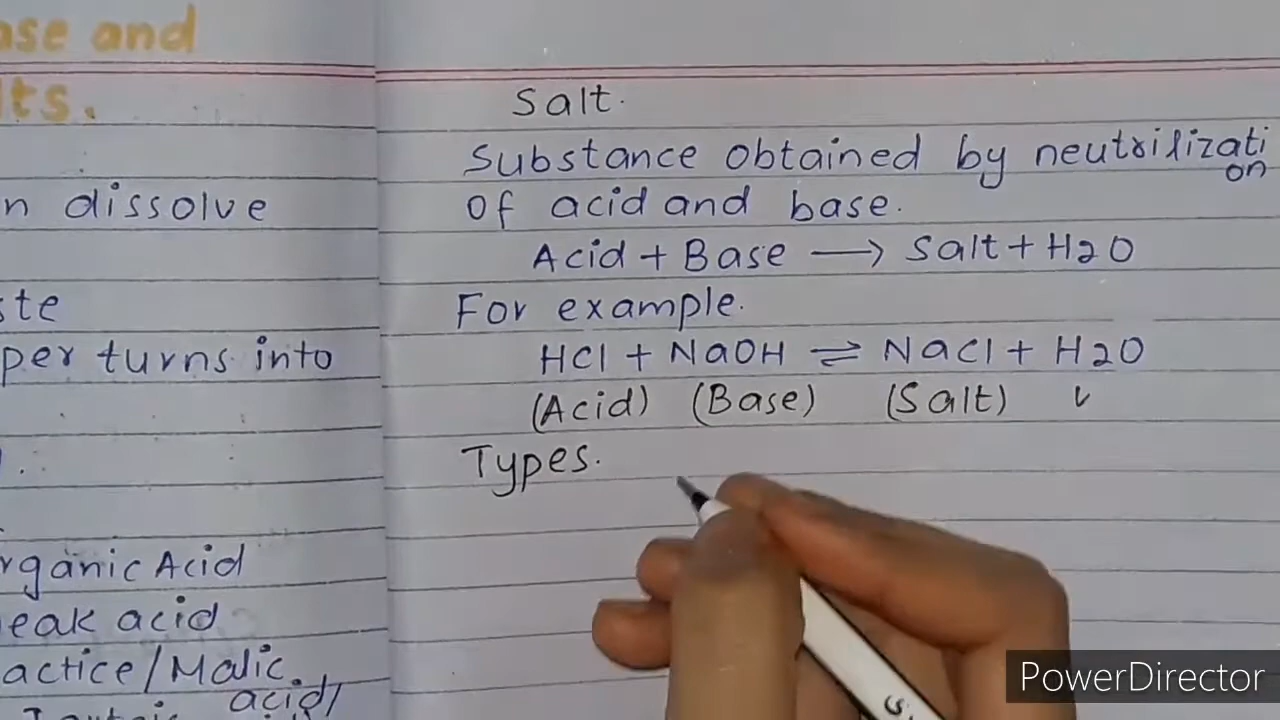 ase and
lts.
n dissolve
ste
per turns into
rganic Acid
eak acid
actice/Malic
acid/
Salt.
Substance obtained by neutrilizati
on
of acid and base.
Acid + Base ⟶ Salt + H2O
For example.
HCl + NaOH ⇌ NaCl + H2O
(Acid) (Base) (Salt)
Types.
PowerDirector